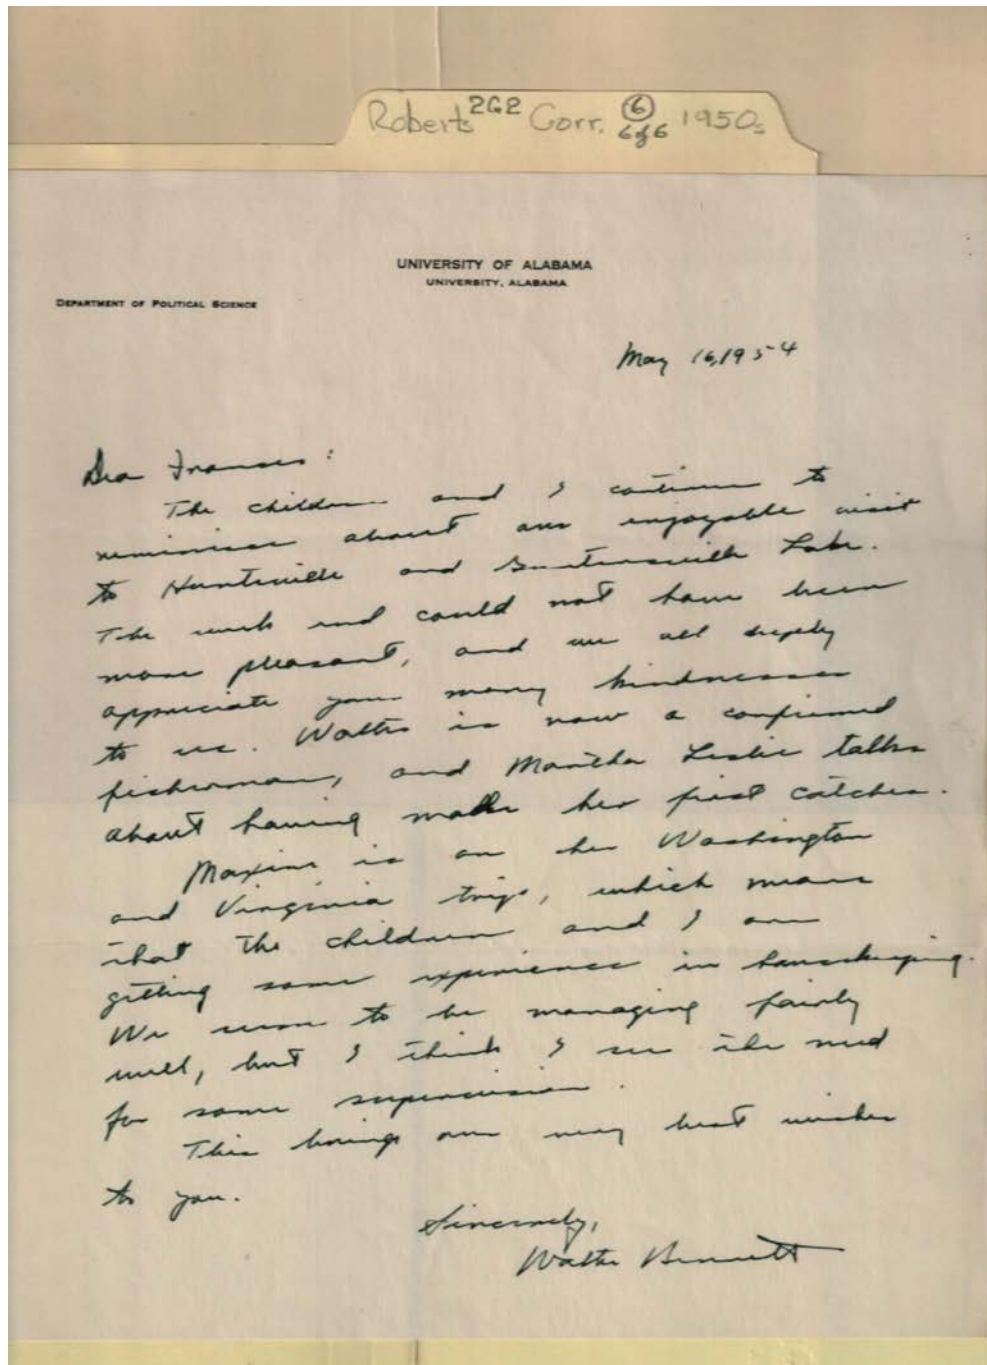 Roberts 2G2 Corr. 6 1950s
6 of 6
UNIVERSITY OF ALABAMA
UNIVERSITY, ALABAMA
DEPARTMENT OF POLITICAL SCIENCE
May 16, 1954
Dear Frances:
The children and I continue to
reminisce about our enjoyable visit
to Huntsville and Guntersville Lake.
The week end could not have been
more pleasant, and we all deeply
appreciate your many kindnesses
to us. Walter is now a confirmed
fisherman, and Martha Leslie talks
about having made her first catches.
Maxine is on her Washington
and Virginia trip, which means
that the children and I are
getting some experience in housekeeping.
We seem to be managing fairly
well, but I think I see the need
for some supervision.
This brings our very best wishes
to you.
Sincerely,
Walter Bennett